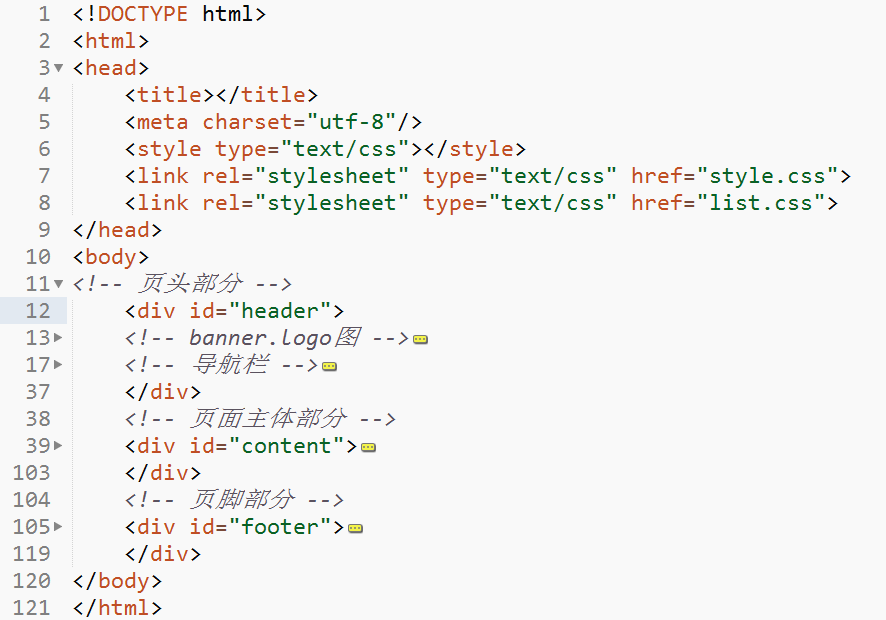 1 <!DOCTYPE html>
2 <html>
3 <head>
4 <title></title>
5 <meta charset="utf-8"/>
6 <style type="text/css"></style>
7 <link rel="stylesheet" type="text/css" href="style.css">
8 <link rel="stylesheet" type="text/css" href="list.css">
9 </head>
10 <body>
11 <!-- 页头部分 -->
12 <div id="header">
13 <!-- banner.logo图 -->
17 <!-- 导航栏 -->
37 </div>
38 <!-- 页面主体部分 -->
39 <div id="content">
103 </div>
104 <!-- 页脚部分 -->
105 <div id="footer">
119 </div>
120 </body>
121 </html>